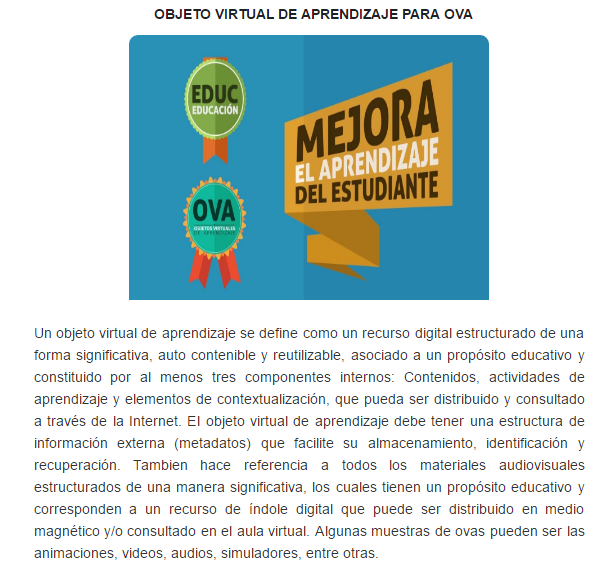 OBJETO VIRTUAL DE APRENDIZAJE PARA OVA
EDUC
EDUCACIÓN
MEJORA
EL APRENDIZAJE
DEL ESTUDIANTE
OVA
OBJETOS VIRTUALES
DE APRENDIZAJE
Un objeto virtual de aprendizaje se define como un recurso digital estructurado de una
forma significativa, auto contenible y reutilizable, asociado a un propósito educativo y
constituido por al menos tres componentes internos: Contenidos, actividades de
aprendizaje y elementos de contextualización, que pueda ser distribuido y consultado
a través de la Internet. El objeto virtual de aprendizaje debe tener una estructura de
información externa (metadatos) que facilite su almacenamiento, identificación y
recuperación. Tambien hace referencia a todos los materiales audiovisuales
estructurados de una manera significativa, los cuales tienen un propósito educativo y
corresponden a un recurso de índole digital que puede ser distribuido en medio
magnético y/o consultado en el aula virtual. Algunas muestras de ovas pueden ser las
animaciones, videos, audios, simuladores, entre otras.